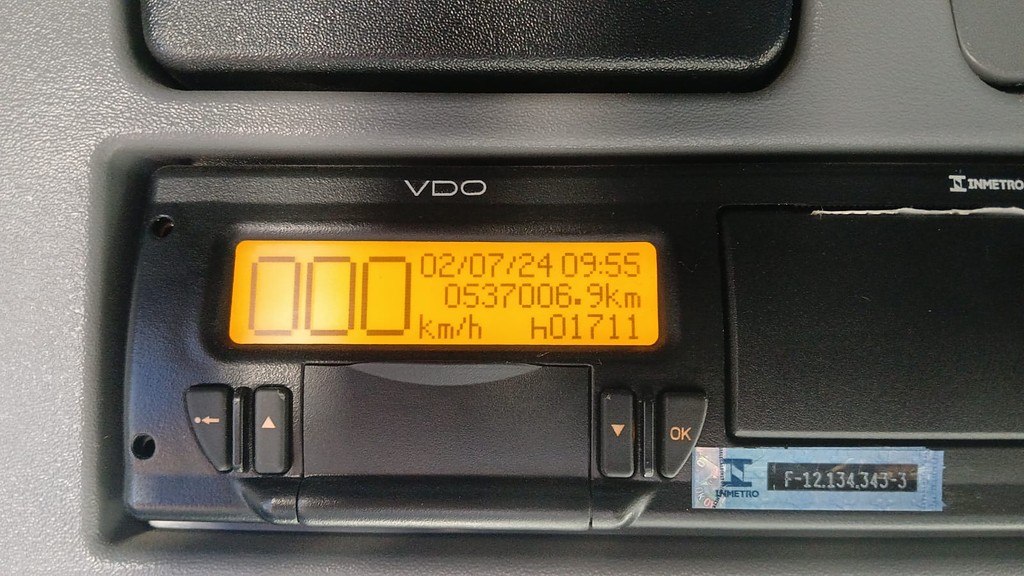 VDO
INMETRO
000 km/h
02/07/24 09:55
0537006.9km
h01711
OK
INMETRO
F-12.134.343-3